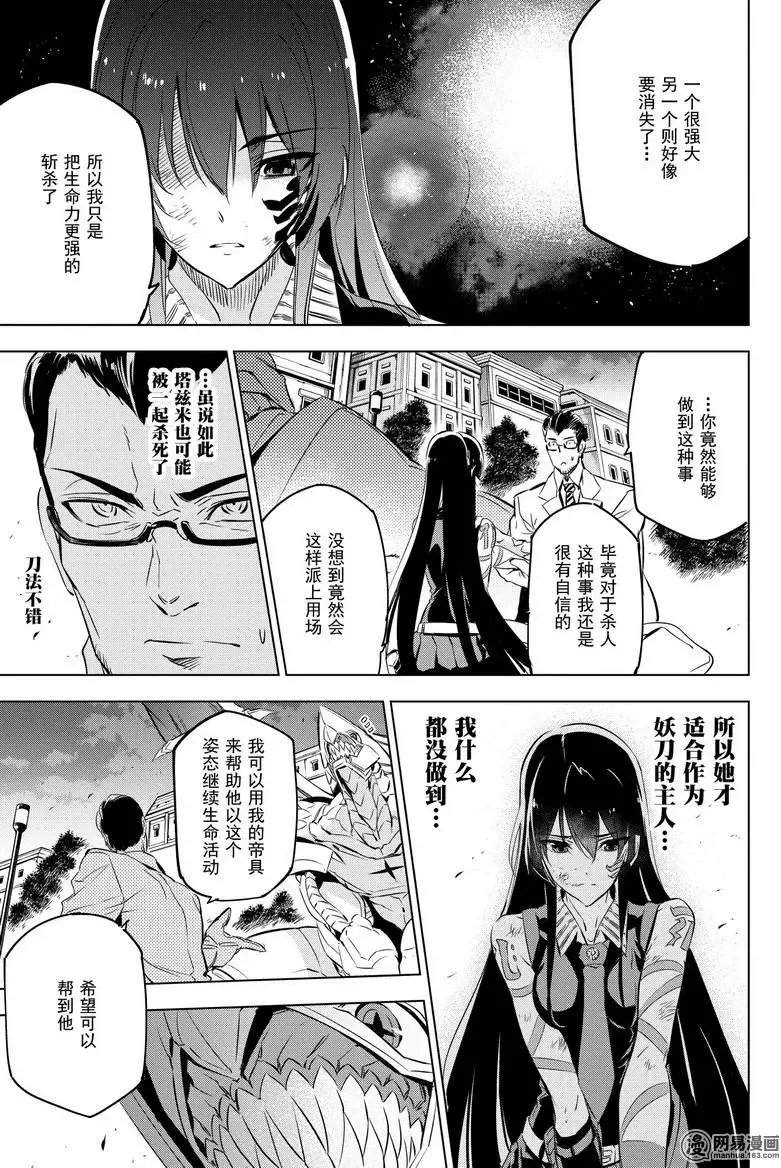 一个很强大
另一个则好像
要消失了…
所以我只是
把生命力更强的
斩杀了
…你竟然能够
做到这种事
毕竟对于杀人
这种事我还是
很有自信的
没想到竟然会
这样派上用场
…虽说如此
塔兹米也可能
被一起杀死了
刀法不错
所以她才
适合作为
妖刀的主人…
我什么
都没做到…
我可以用我的帝具
来帮助他以这个
姿态继续生命活动
希望可以
帮到他
漫 网易漫画
manhua.163.com